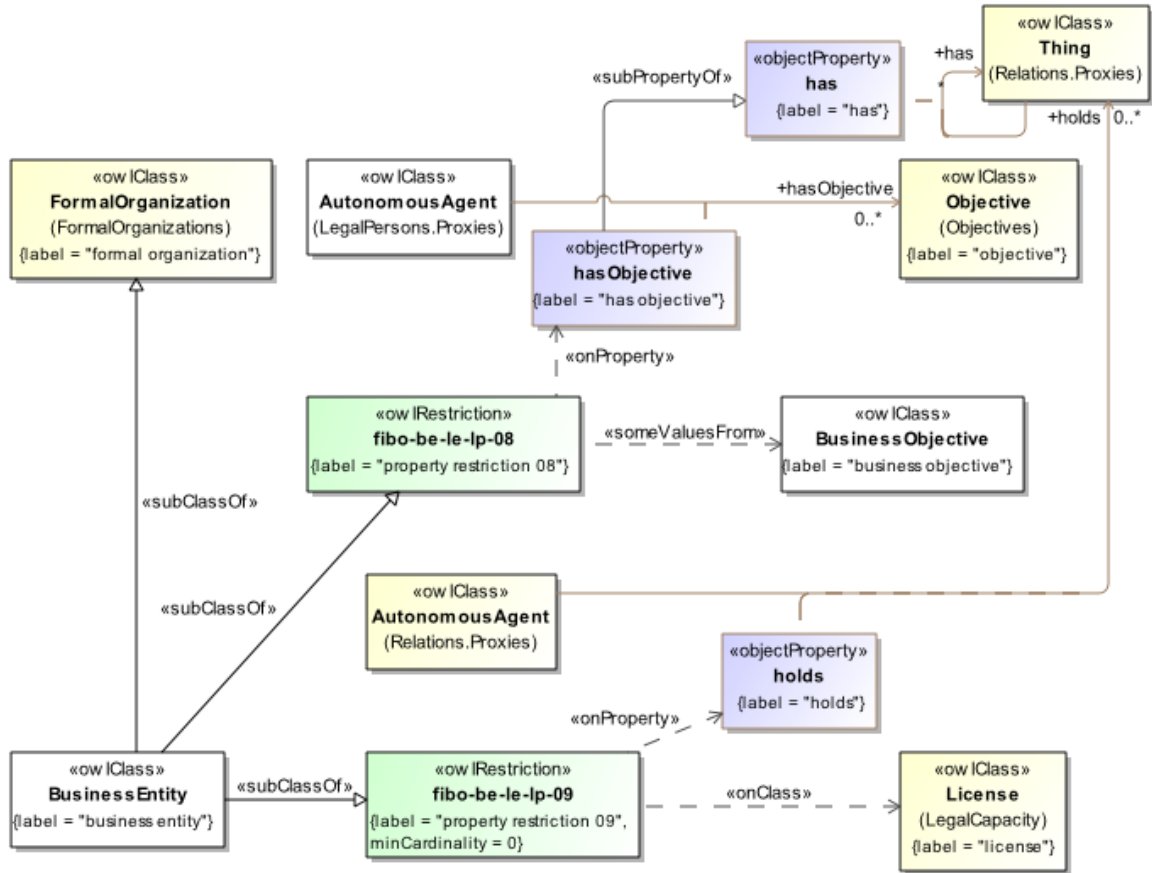 «owlClass»
Thing
(Relations.Proxies)
«objectProperty»
has
{label = "has"}
+has
*
«subPropertyOf»
+holds 0..*
«owlClass»
FormalOrganization
(FormalOrganizations)
{label = "formal organization"}
«owlClass»
AutonomousAgent
(LegalPersons.Proxies)
+hasObjective
0..*
«owlClass»
Objective
(Objectives)
{label = "objective"}
«objectProperty»
hasObjective
{label = "has objective"}
«onProperty»
«owlRestriction»
fibo-be-le-lp-08
{label = "property restriction 08"}
«someValuesFrom»
«owlClass»
BusinessObjective
{label = "business objective"}
«subClassOf»
«subClassOf»
«owlClass»
AutonomousAgent
(Relations.Proxies)
«objectProperty»
holds
{label = "holds"}
«onProperty»
«owlClass»
BusinessEntity
{label = "business entity"}
«subClassOf»
«owlRestriction»
fibo-be-le-lp-09
{label = "property restriction 09",
minCardinality = 0}
«onClass»
«owlClass»
License
(LegalCapacity)
{label = "license"}